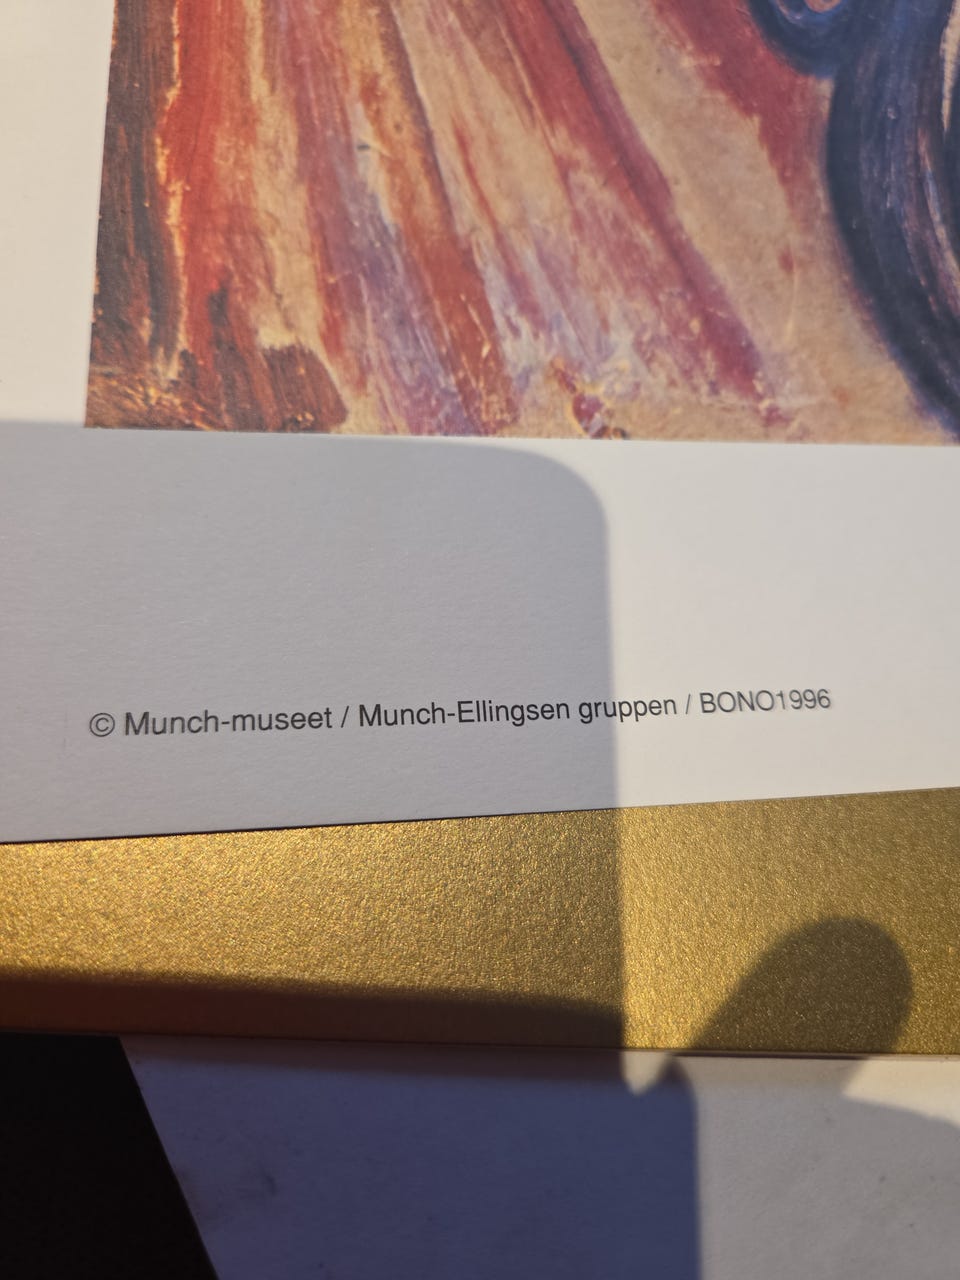 © Munch-museet / Munch-Ellingsen gruppen / BONO1996